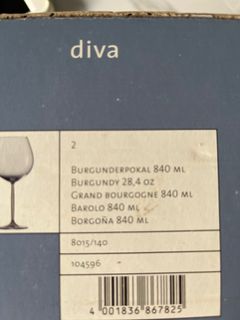 diva
2
BURGUNDERPOKAL 840 ML
BURGUNDY 28,4 OZ
GRAND BOURGOGNE 840 ML
BAROLO 840 ML
BORGOÑA 840 ML
8015/140
104596
4 001836 867825